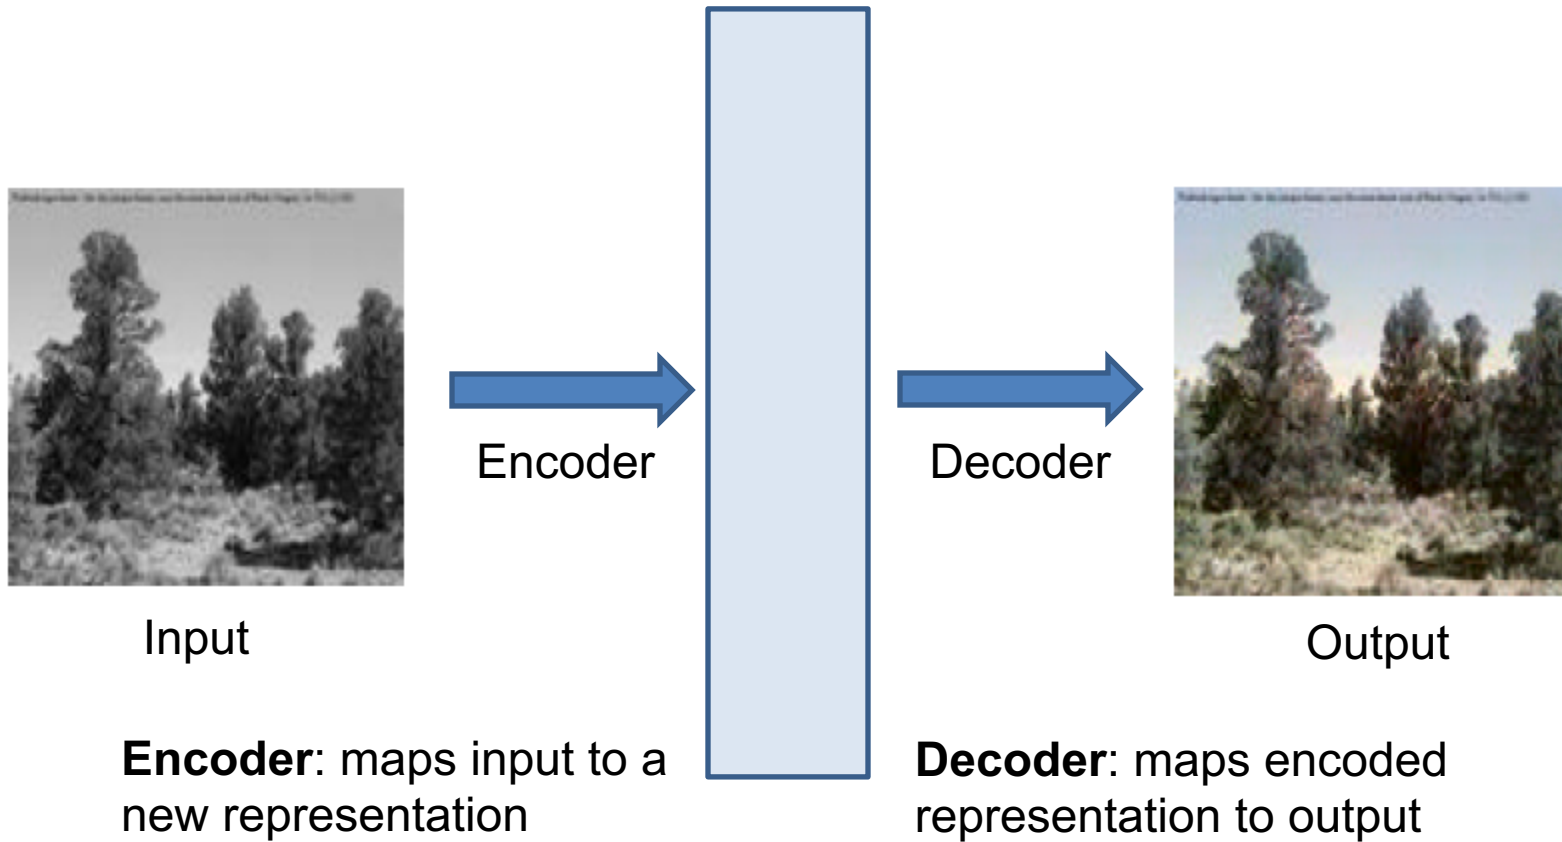 Encoder
Decoder
Input
Output
Encoder: maps input to a
new representation
Decoder: maps encoded
representation to output